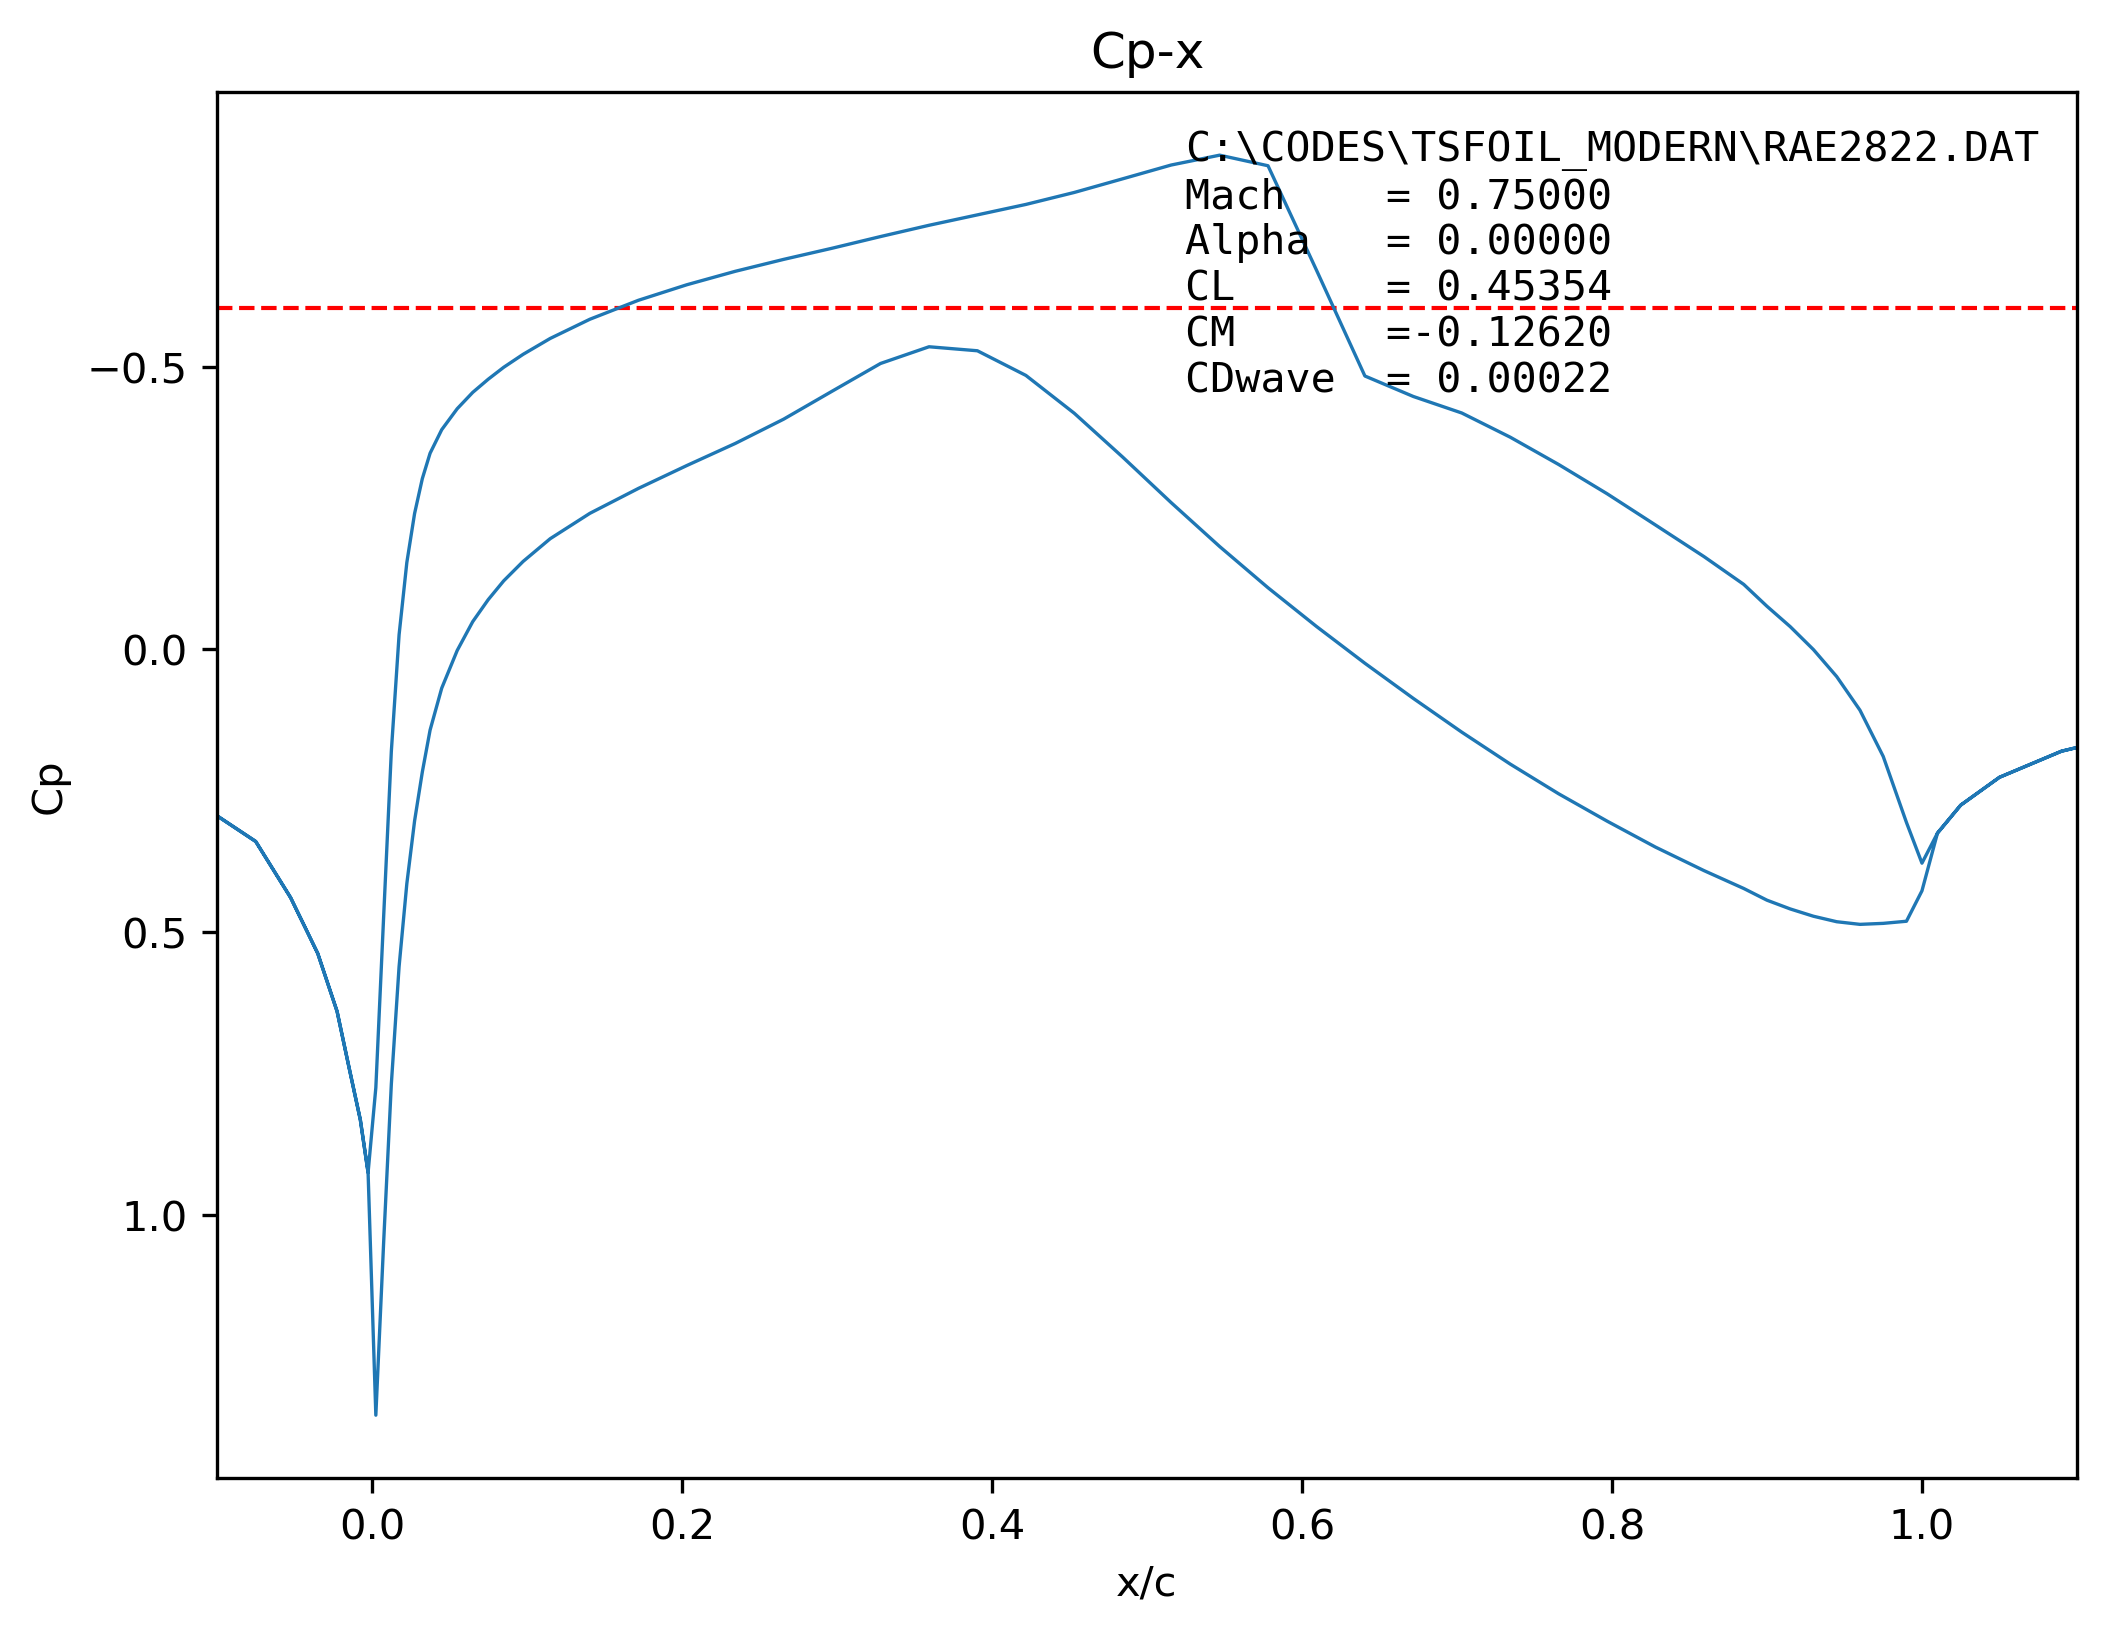 Cp-x
C:\CODES\TSFOIL_MODERN\RAE2822.DAT
Mach    = 0.75000
Alpha   = 0.00000
CL      = 0.45354
CM      =-0.12620
CDwave  = 0.00022
−0.5
0.0
0.5
1.0
Cp
0.0 0.2 0.4 0.6 0.8 1.0
x/c